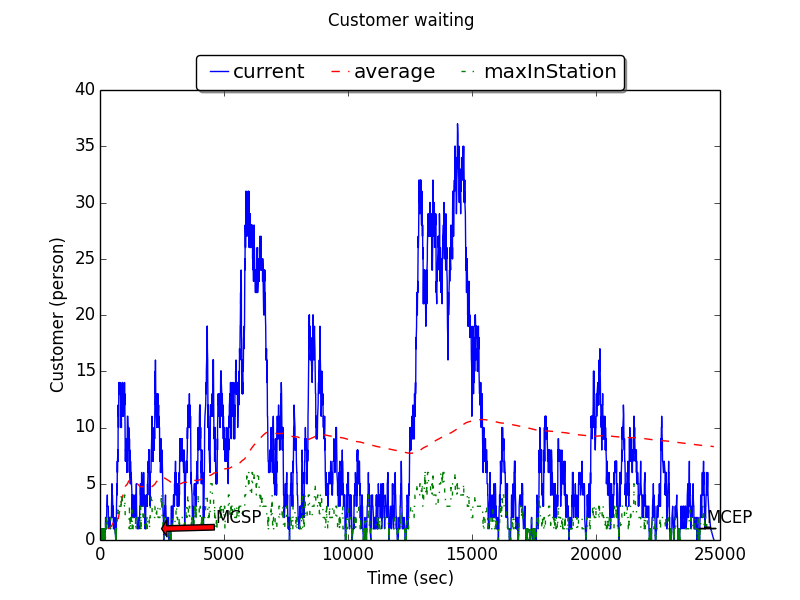 Customer waiting
current average maxInStation
40
35
30
25
20
15
10
5
0
Customer (person)
MCSP
MCEP
0 5000 10000 15000 20000 25000
Time (sec)